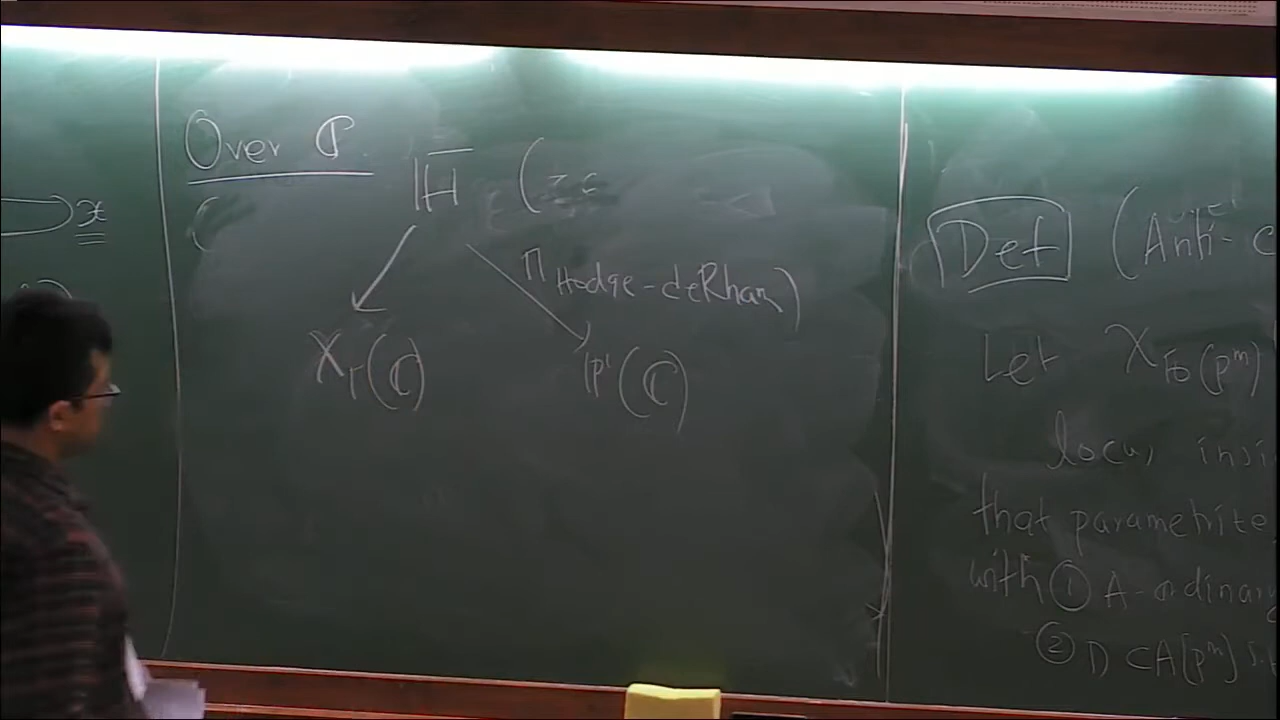 x
Over ℂ.
ℍ̅ (z ∈
π Hodge-deRham)
X_Γ(ℂ)
ℙ¹(ℂ)
Def (Anti-
Let X_Γ₀(p^m)
locus insi
that parametrize
with ① A-ordinary
② D ⊂ A[p^m] s.t